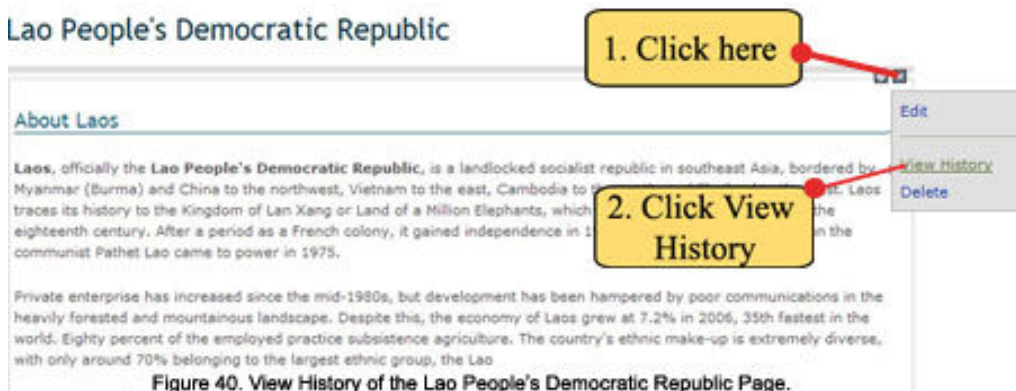 Lao People's Democratic Republic
1. Click here
Edit
About Laos
View History
Delete
Laos, officially the Lao People's Democratic Republic, is a landlocked socialist republic in southeast Asia, bordered by
Myanmar (Burma) and China to the northwest, Vietnam to the east, Cambodia to st. Laos
traces its history to the Kingdom of Lan Xang or Land of a Million Elephants, which the
eighteenth century. After a period as a French colony, it gained independence in 1 n the
communist Pathet Lao came to power in 1975.
2. Click View
History
Private enterprise has increased since the mid-1980s, but development has been hampered by poor communications in the
heavily forested and mountainous landscape. Despite this, the economy of Laos grew at 7.2% in 2006, 35th fastest in the
world. Eighty percent of the employed practice subsistence agriculture. The country's ethnic make-up is extremely diverse,
with only around 70% belonging to the largest ethnic group, the Lao
Figure 40. View History of the Lao People's Democratic Republic Page.